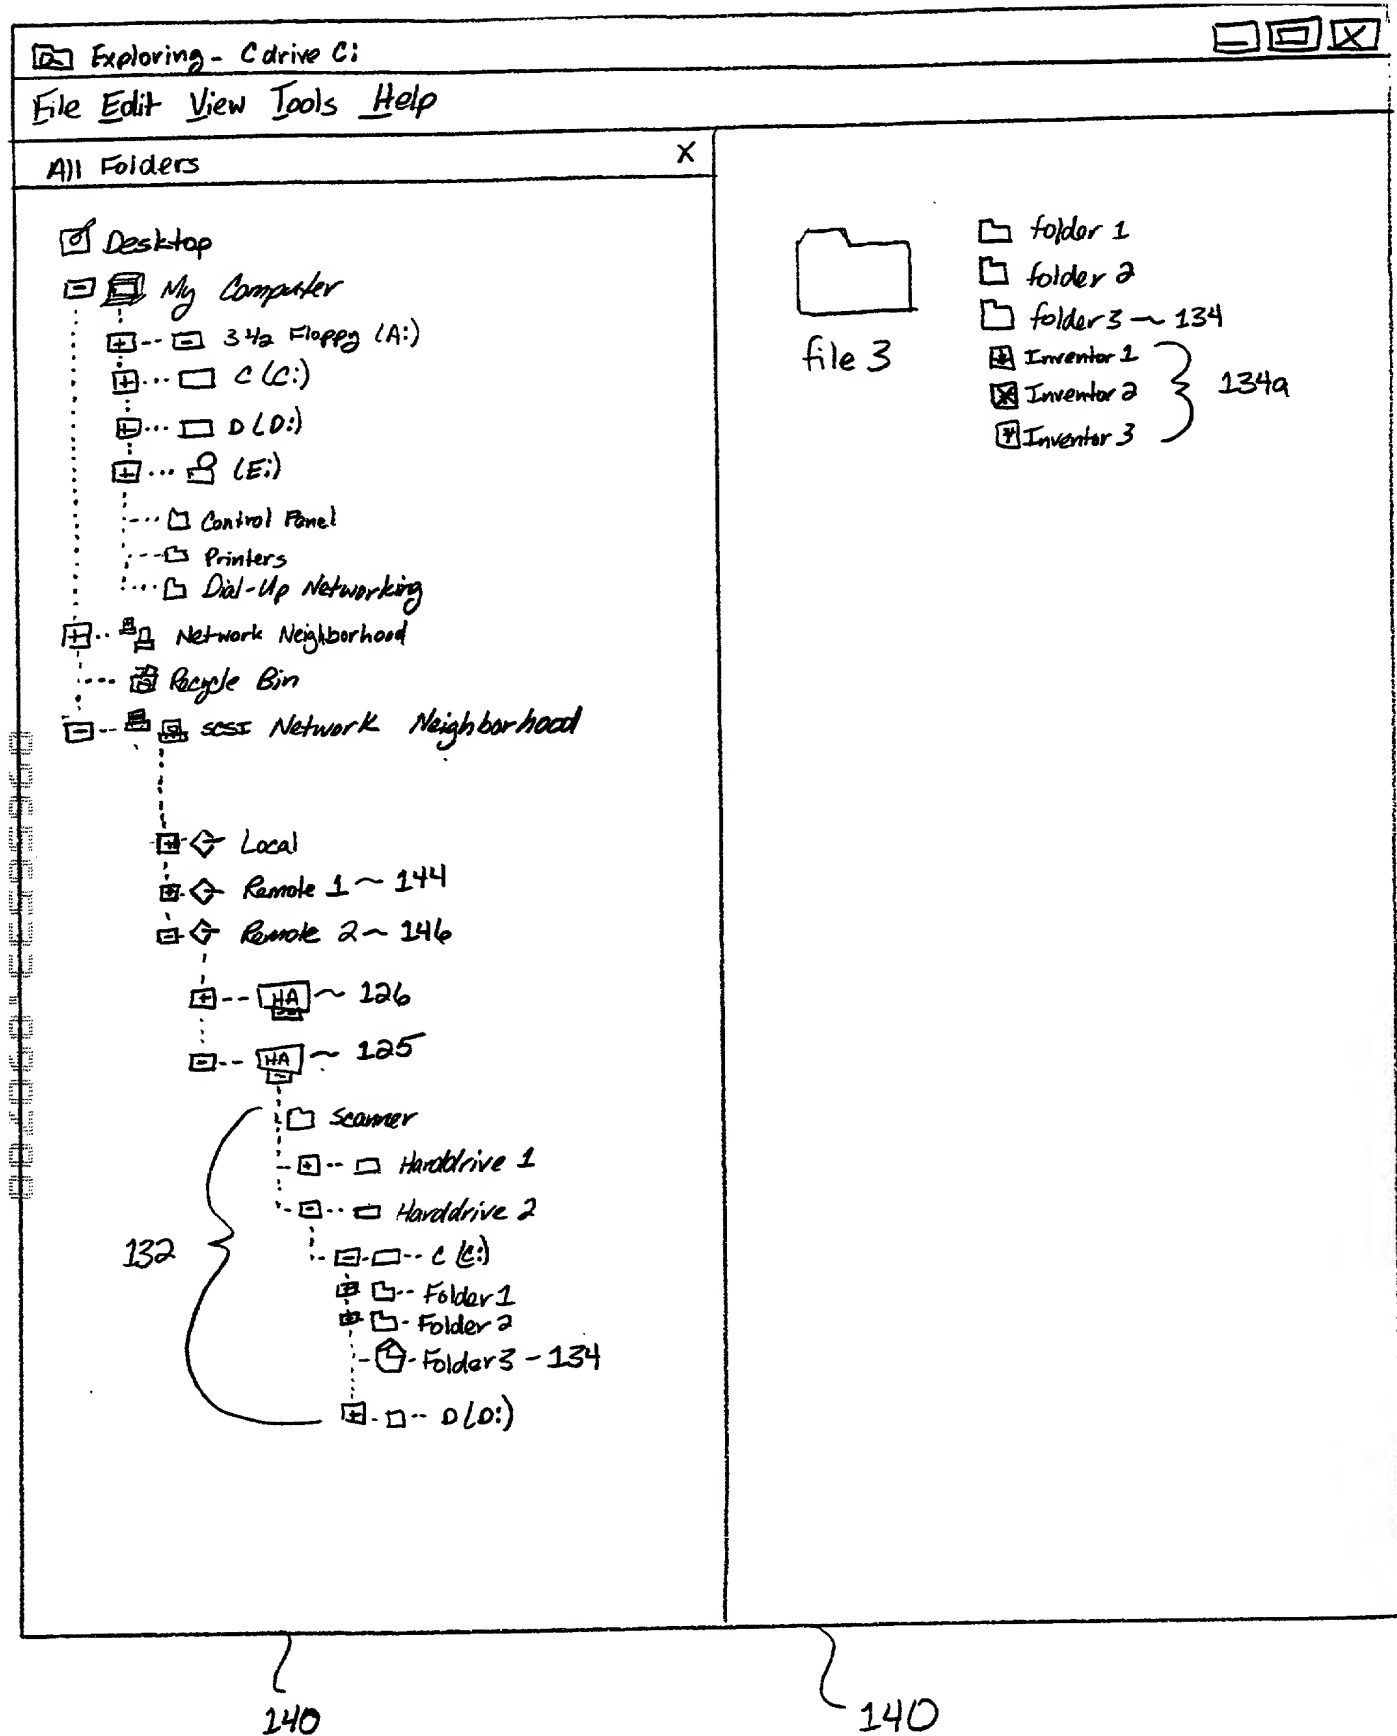 Exploring - C drive C:
File Edit View Tools Help
All Folders X
Desktop
My Computer
3 1/2 Floppy (A:)
C (C:)
D (D:)
(E:)
Control Panel
Printers
Dial-Up Networking
Network Neighborhood
Recycle Bin
SCSI Network Neighborhood
Local
Remote 1 ~ 144
Remote 2 ~ 146
HA ~ 126
HA ~ 125
Scanner
Harddrive 1
Harddrive 2
132
C (C:)
Folder 1
Folder 2
Folder 3 - 134
D (D:)
file 3
folder 1
folder 2
folder 3 ~ 134
Inventor 1
Inventor 2
Inventor 3
134a
140
140